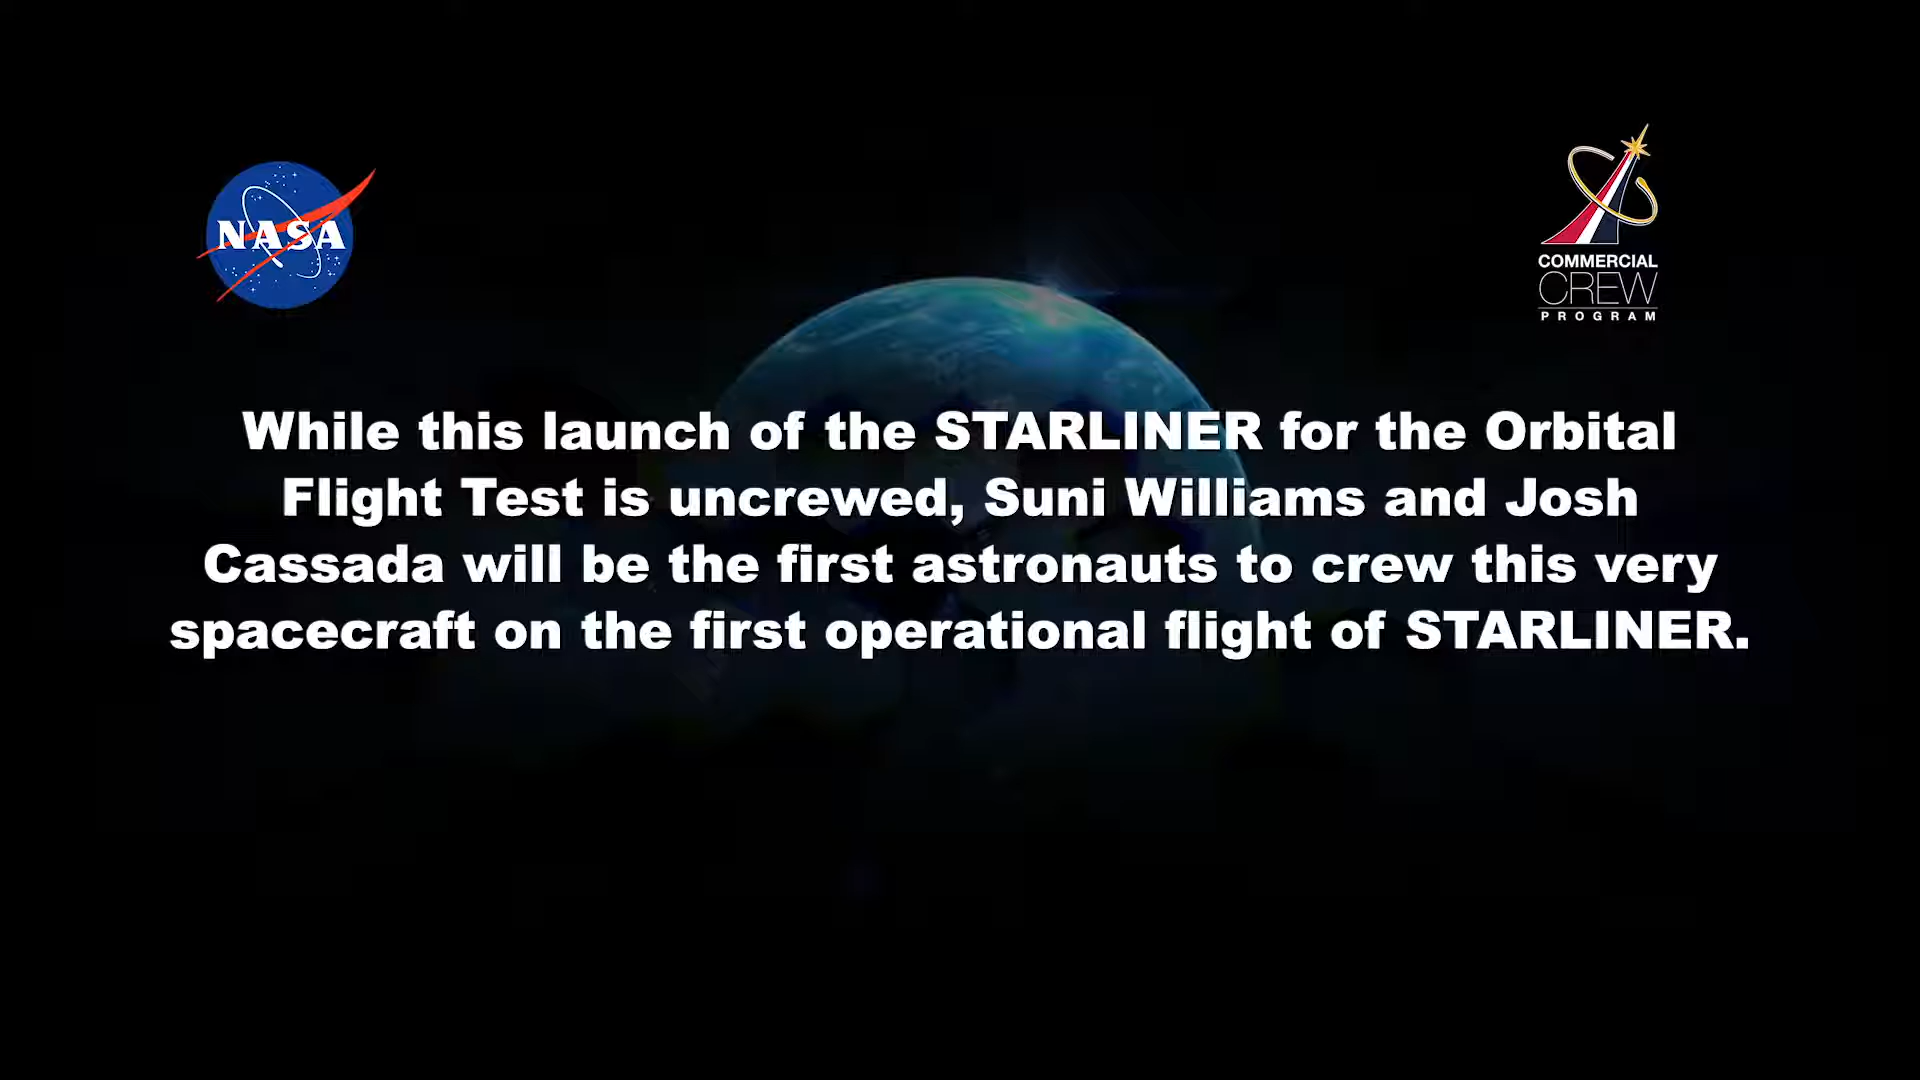 NASA
COMMERCIAL
CREW
PROGRAM
While this launch of the STARLINER for the Orbital
Flight Test is uncrewed, Suni Williams and Josh
Cassada will be the first astronauts to crew this very
spacecraft on the first operational flight of STARLINER.